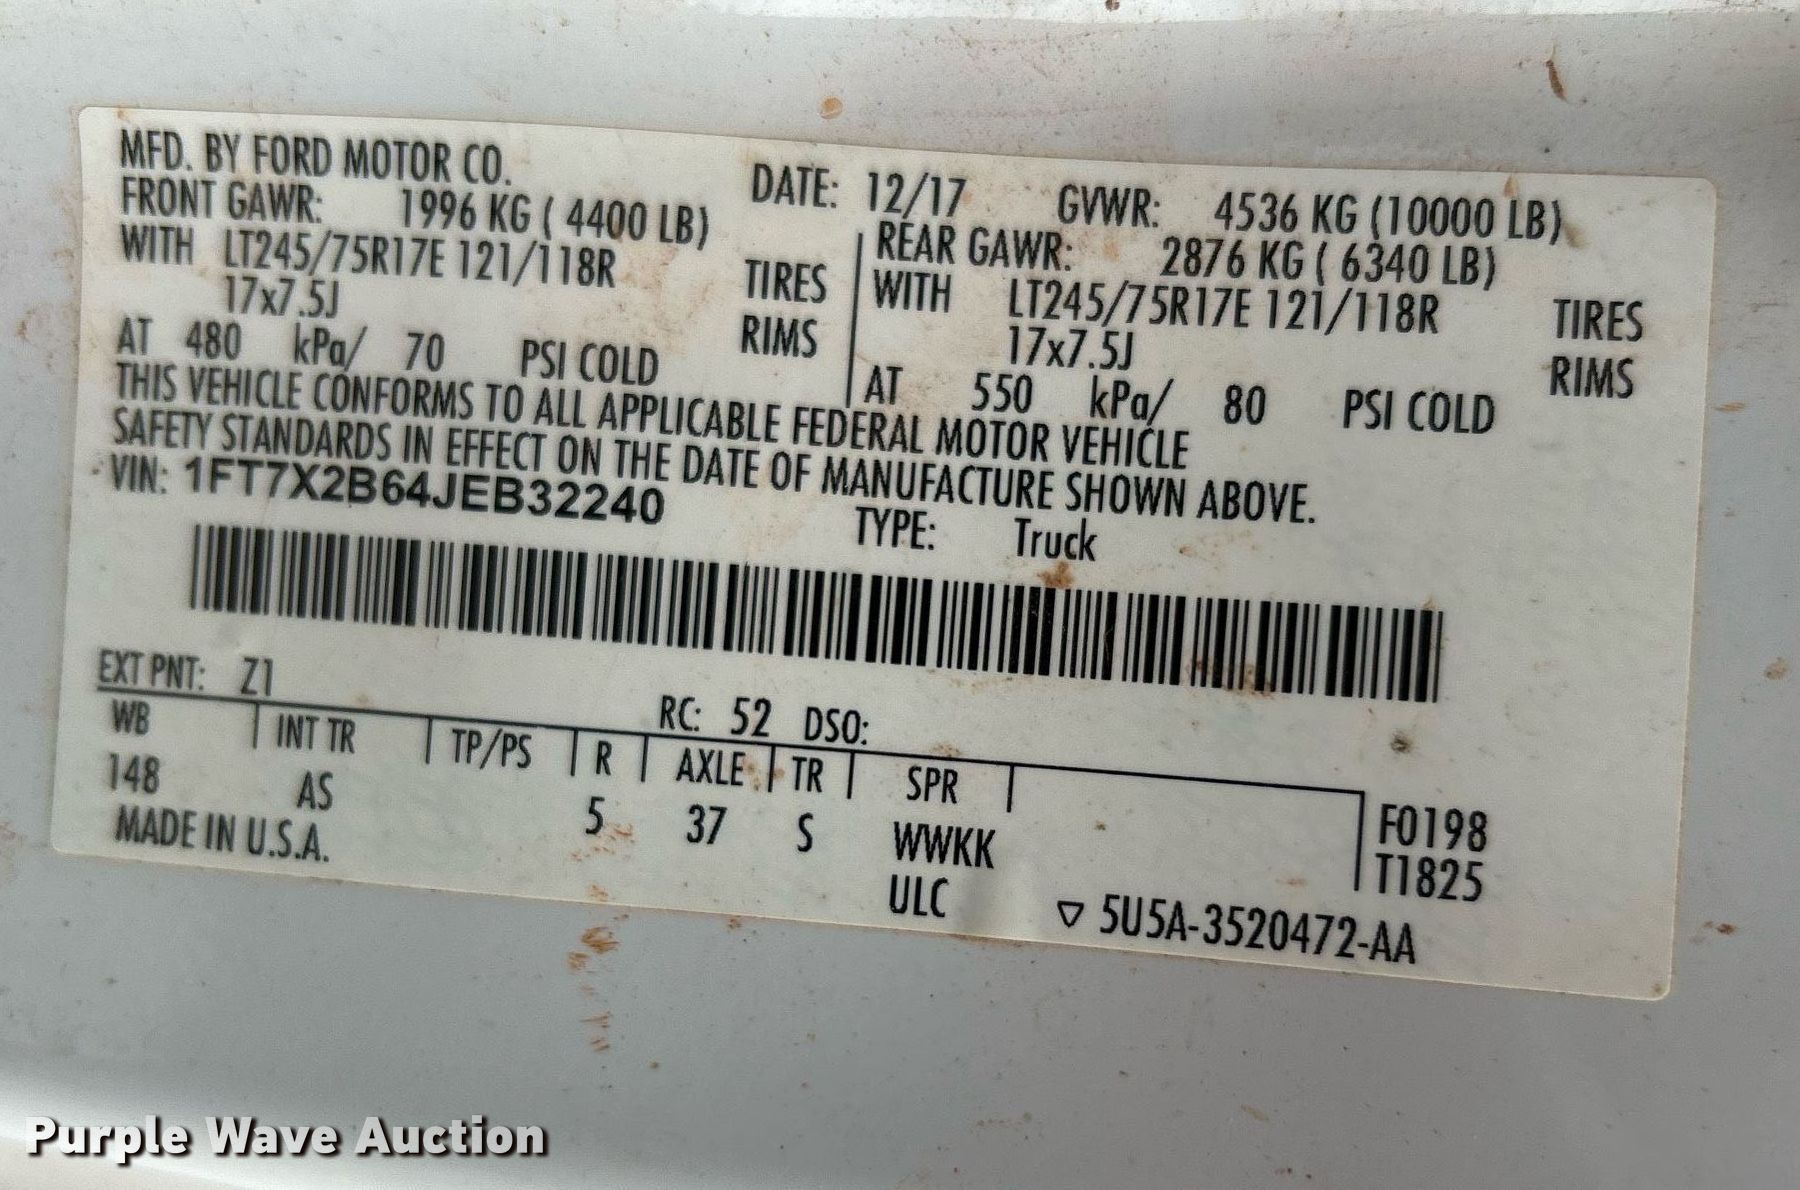 MFD. BY FORD MOTOR CO.
DATE: 12/17 GVWR: 4536 KG (10000 LB)
FRONT GAWR: 1996 KG ( 4400 LB)
WITH LT245/75R17E 121/118R TIRES
17x7.5J RIMS
AT 480 kPa/ 70 PSI COLD
REAR GAWR: 2876 KG ( 6340 LB)
WITH LT245/75R17E 121/118R TIRES
17x7.5J RIMS
AT 550 kPa/ 80 PSI COLD
THIS VEHICLE CONFORMS TO ALL APPLICABLE FEDERAL MOTOR VEHICLE
SAFETY STANDARDS IN EFFECT ON THE DATE OF MANUFACTURE SHOWN ABOVE.
VIN: 1FT7X2B64JEB32240
TYPE: Truck
EXT PNT: Z1 RC: 52 DSO:
WB INT TR TP/PS R AXLE TR SPR
148 AS 5 37 S WWKK
F0198
T1825
MADE IN U.S.A. ULC
▽ 5U5A-3520472-AA
Purple Wave Auction